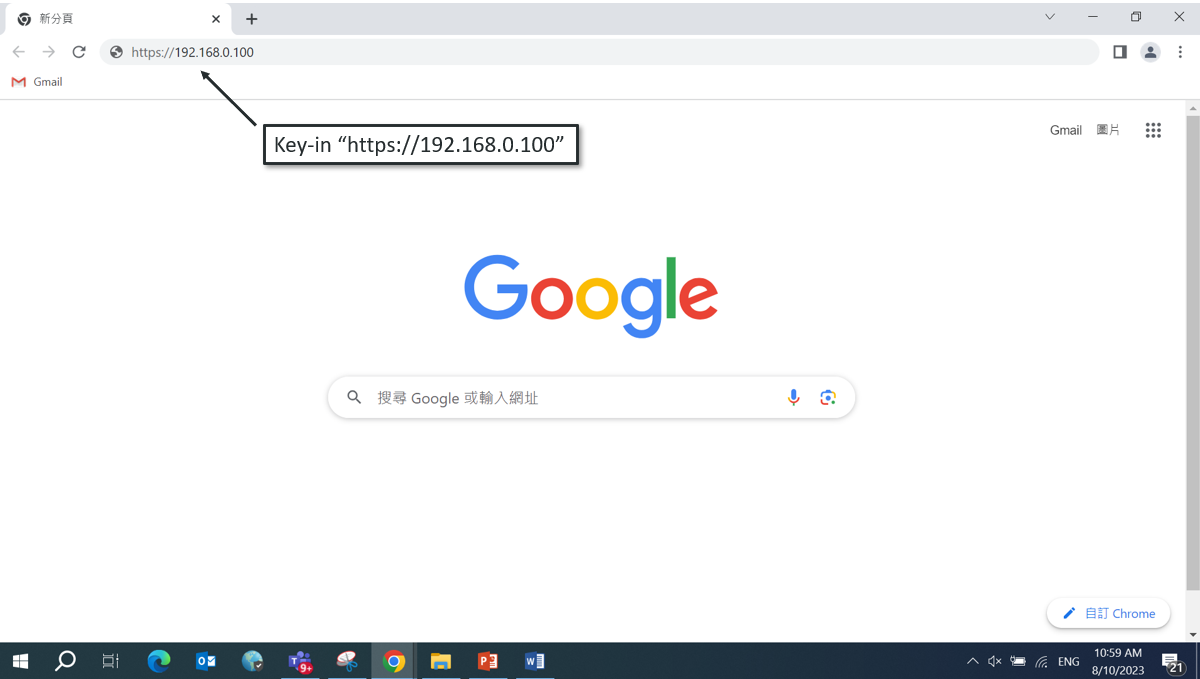 新分頁
https://192.168.0.100
Gmail
Key-in “https://192.168.0.100”
Gmail 圖片
Google
搜尋 Google 或輸入網址
自訂 Chrome
9+
ENG
10:59 AM
8/10/2023
21